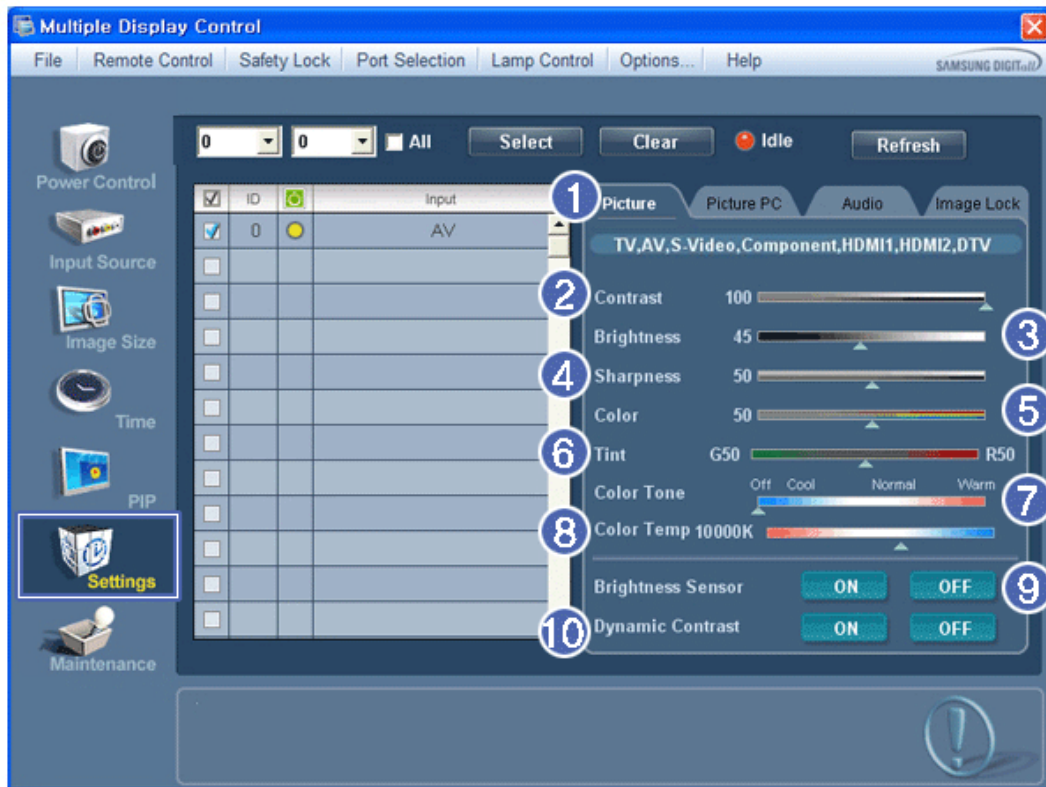 Multiple Display Control
File Remote Control Safety Lock Port Selection Lamp Control Options... Help SAMSUNG DIGITall
0 0 All Select Clear Idle Refresh
Power Control
Input Source
Image Size
Time
PIP
Settings
Maintenance
ID Input
0 AV
1 Picture Picture PC Audio Image Lock
TV,AV,S-Video,Component,HDMI1,HDMI2,DTV
2 Contrast 100
Brightness 45 3
4 Sharpness 50
Color 50 5
6 Tint G50 R50
Color Tone Off Cool Normal Warm 7
8 Color Temp 10000K
Brightness Sensor ON OFF 9
10 Dynamic Contrast ON OFF